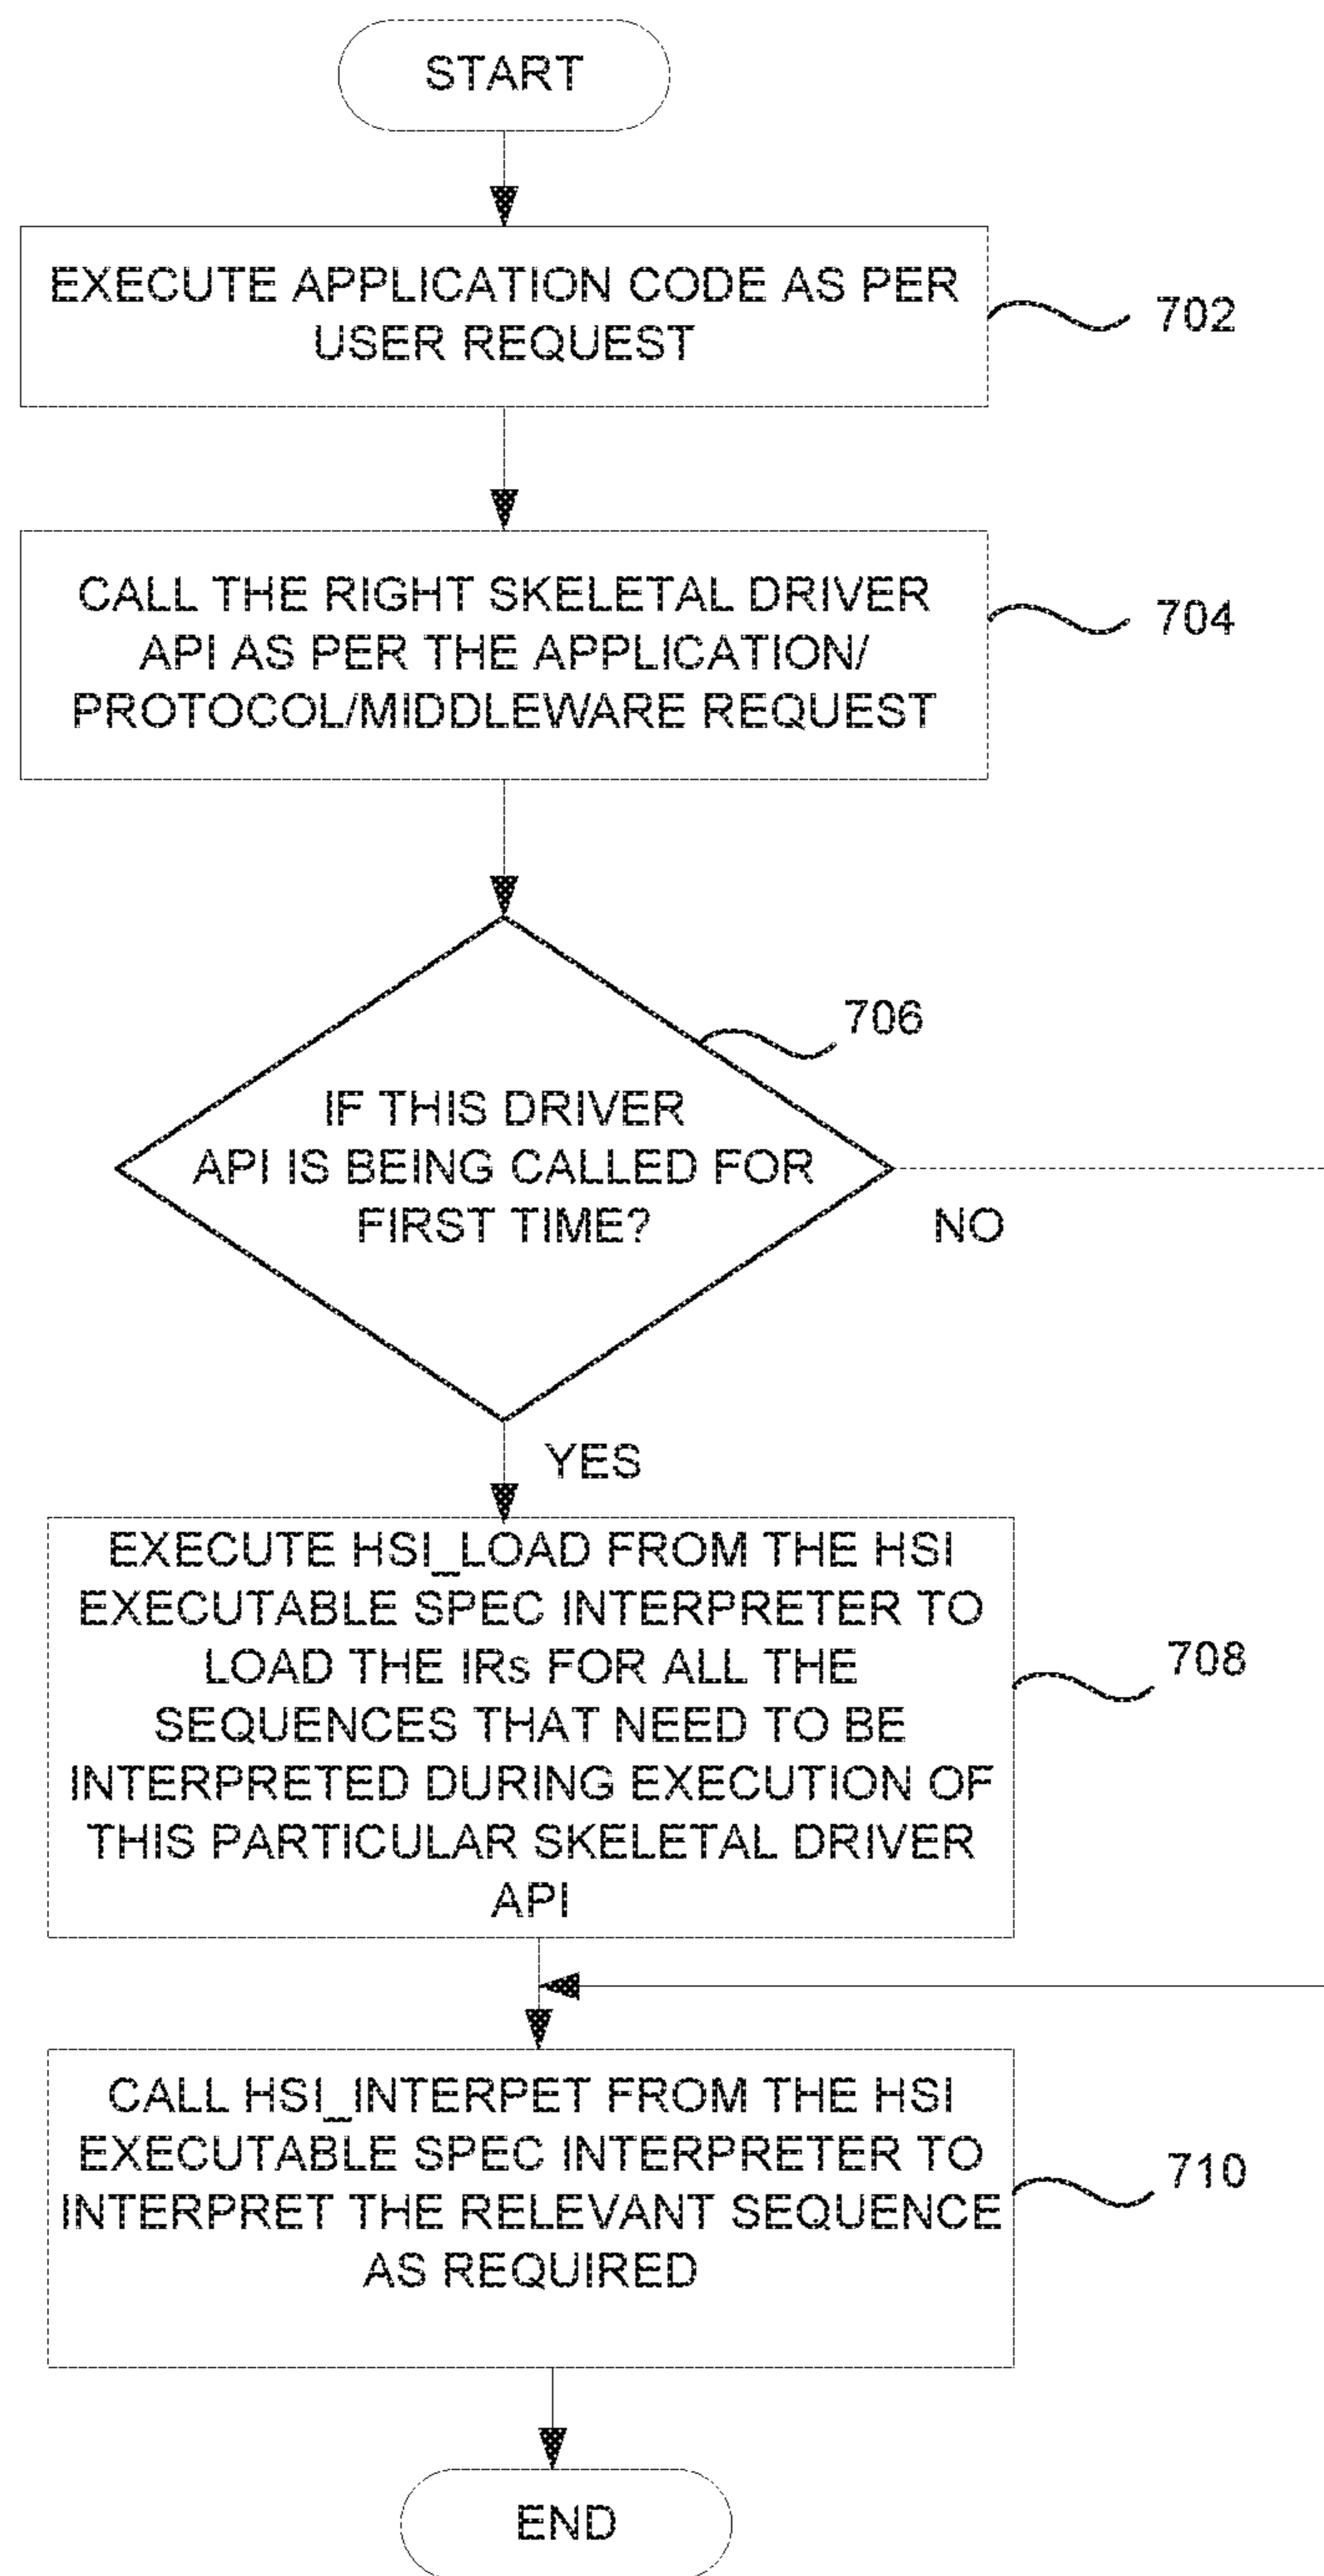 START
EXECUTE APPLICATION CODE AS PER
USER REQUEST
702
CALL THE RIGHT SKELETAL DRIVER
API AS PER THE APPLICATION/
PROTOCOL/MIDDLEWARE REQUEST
704
706
IF THIS DRIVER
API IS BEING CALLED FOR
FIRST TIME?
NO
YES
EXECUTE HSI_LOAD FROM THE HSI
EXECUTABLE SPEC INTERPRETER TO
LOAD THE IRs FOR ALL THE
SEQUENCES THAT NEED TO BE
INTERPRETED DURING EXECUTION OF
THIS PARTICULAR SKELETAL DRIVER
API
708
CALL HSI_INTERPET FROM THE HSI
EXECUTABLE SPEC INTERPRETER TO
INTERPRET THE RELEVANT SEQUENCE
AS REQUIRED
710
END